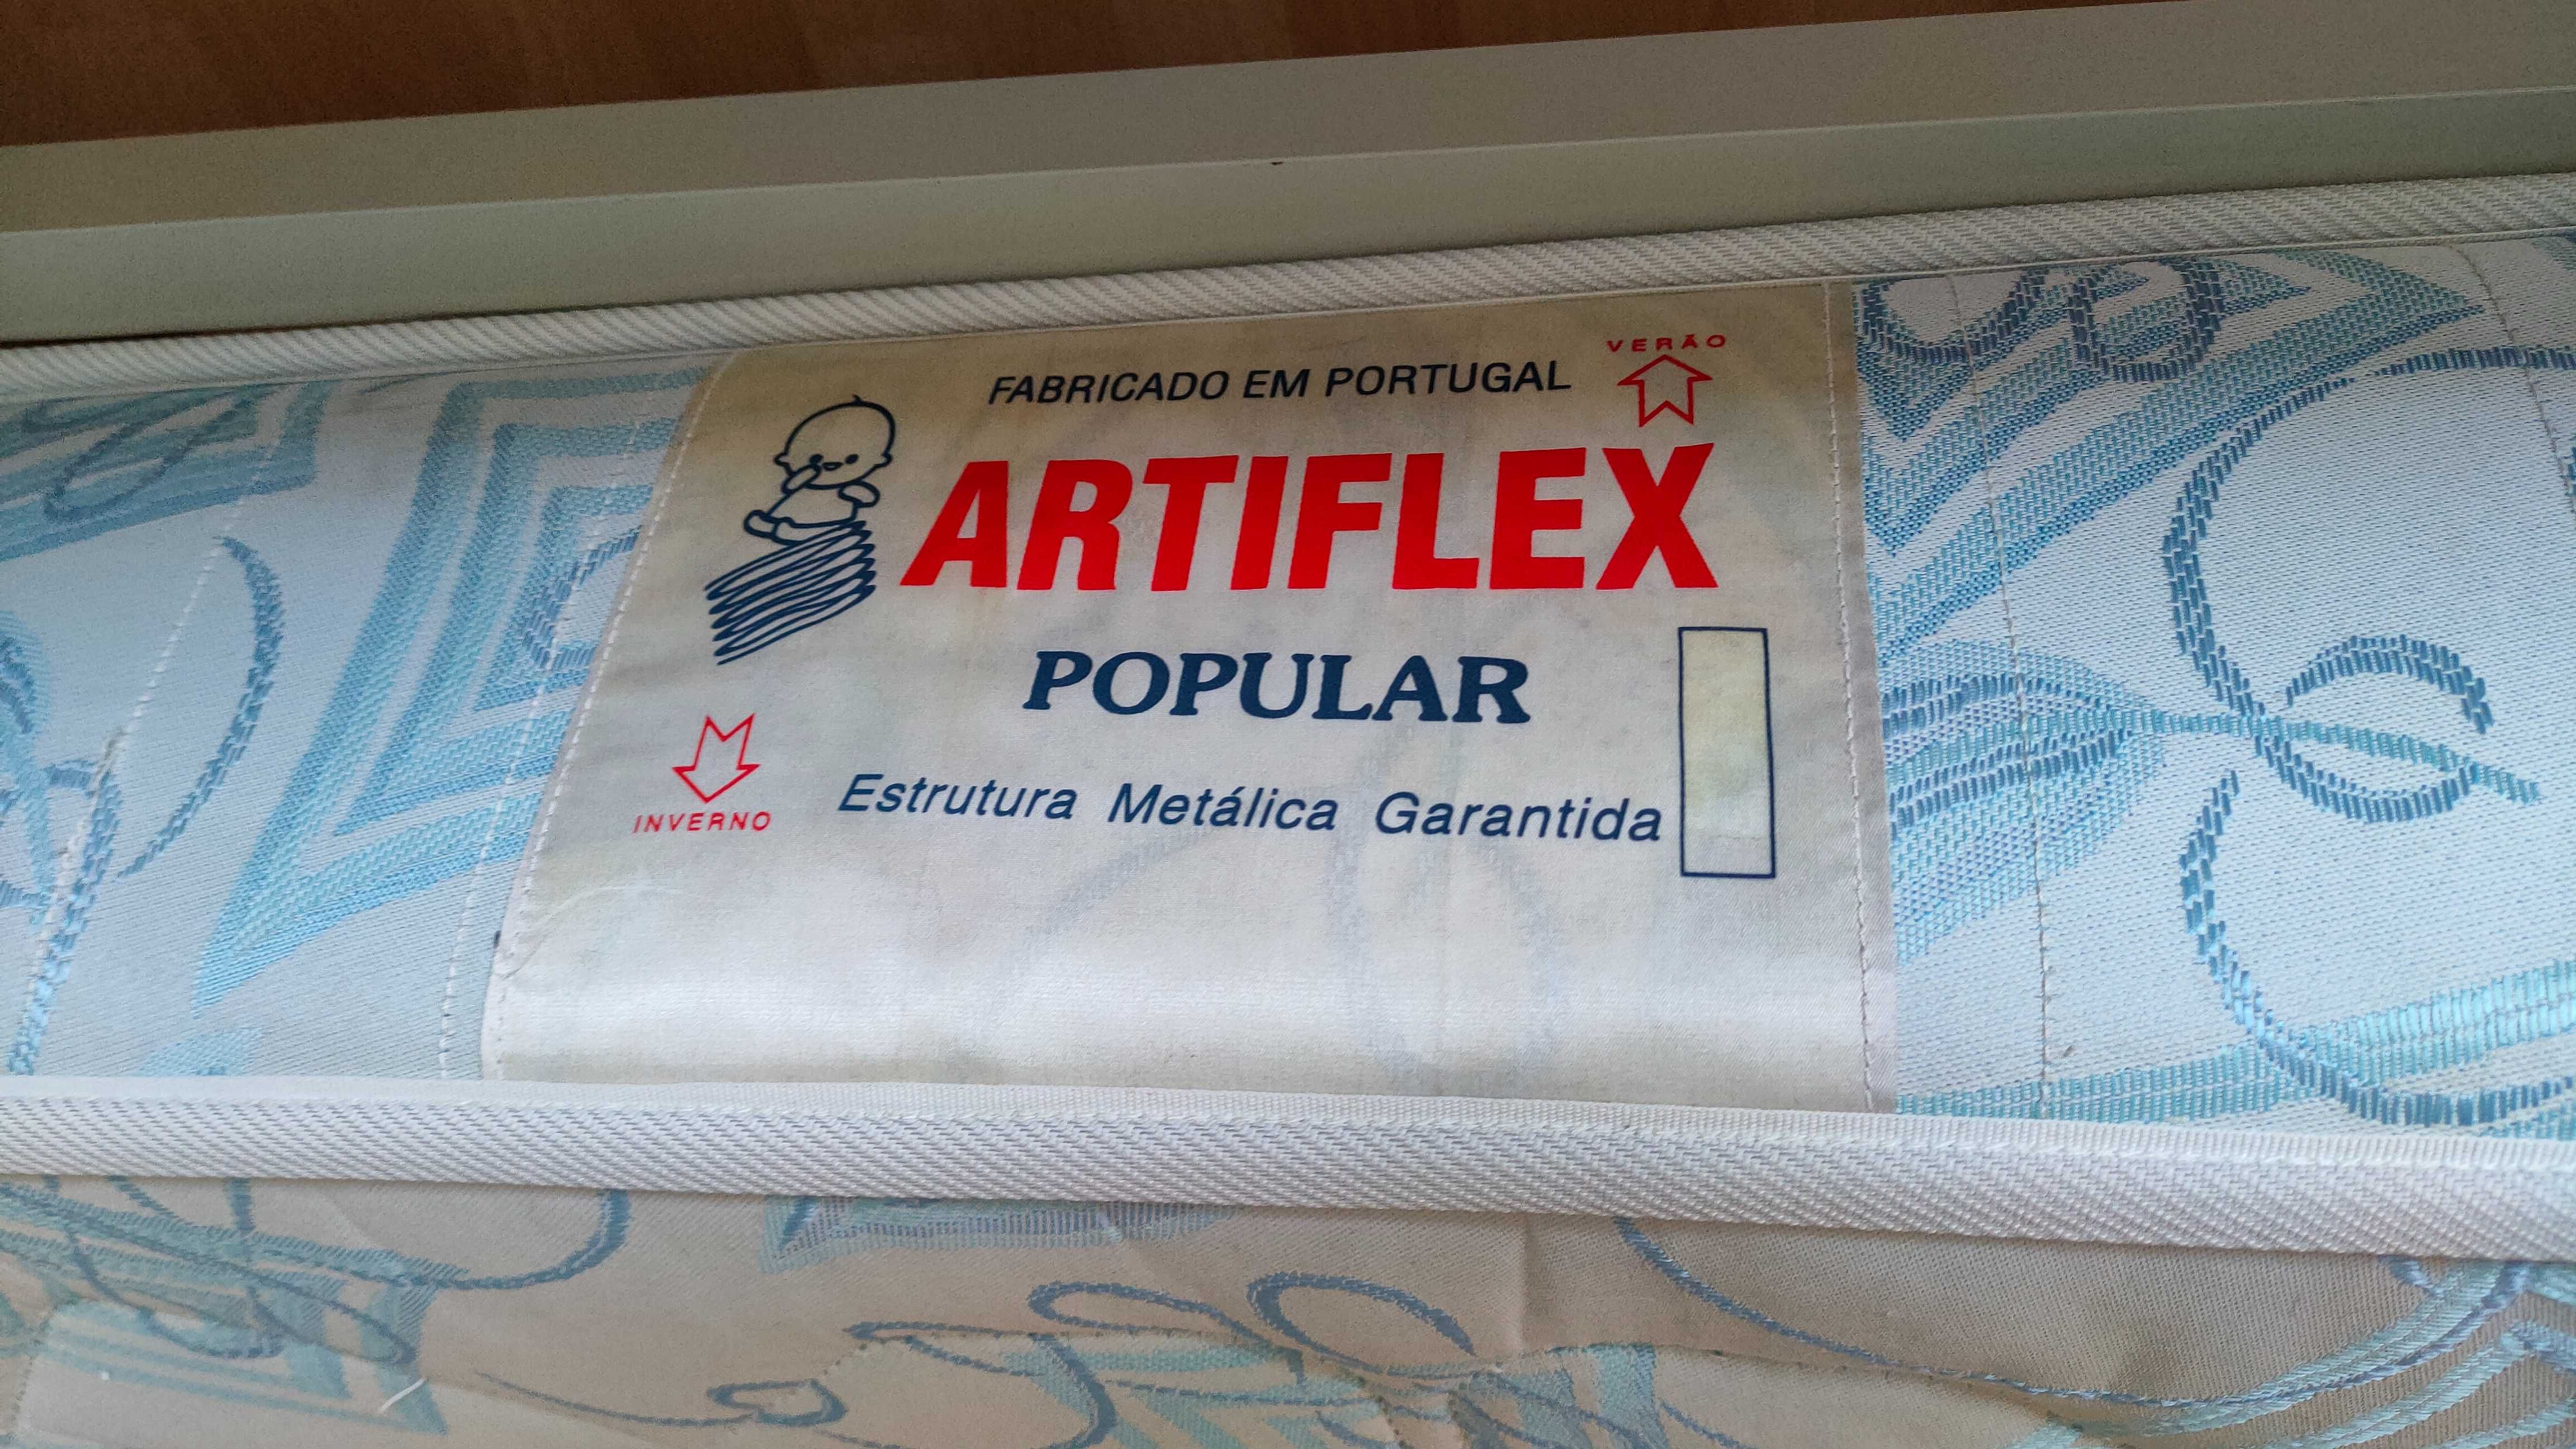 VERÃO
FABRICADO EM PORTUGAL
ARTIFLEX
POPULAR
Estrutura Metálica Garantida
INVERNO